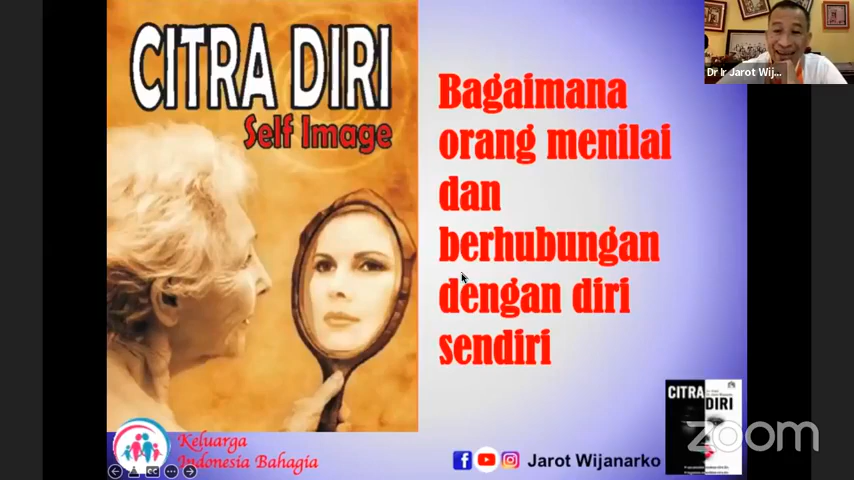 CITRA DIRI
Self Image
Bagaimana
orang menilai
dan
berhubungan
dengan diri
sendiri
Dr Ir Jarot Wij...
Keluarga
Indonesia Bahagia
Jarot Wijanarko
CITRA
DIRI
zoom
CC